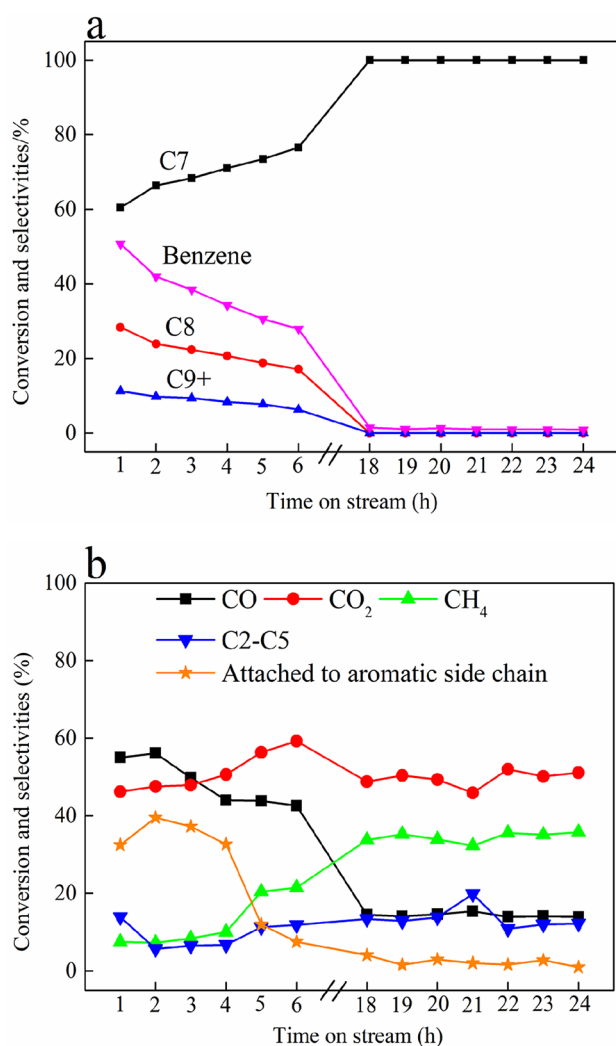 a
100
80
60
40
20
0
C7
Benzene
C8
C9+
Conversion and selectivities/%
1 2 3 4 5 6 // 18 19 20 21 22 23 24
Time on stream (h)
b
100
80
60
40
20
0
CO CO₂ CH₄
C2-C5
Attached to aromatic side chain
Conversion and selectivities (%)
1 2 3 4 5 6 // 18 19 20 21 22 23 24
Time on stream (h)